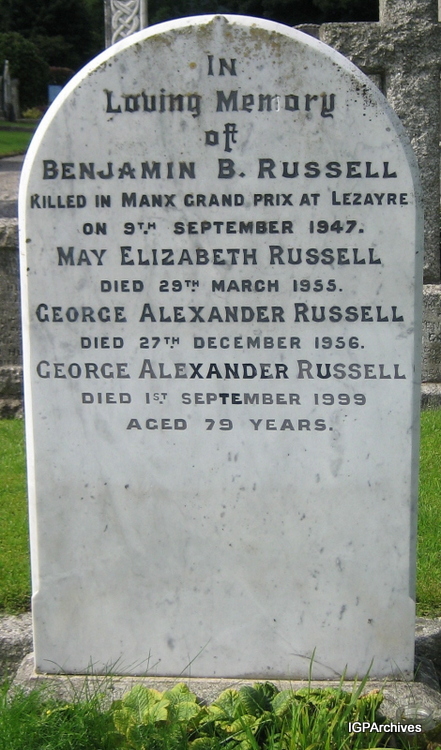 IN
Loving Memory
of
BENJAMIN B. RUSSELL
KILLED IN MANX GRAND PRIX AT LEZAYRE
ON 9TH SEPTEMBER 1947.
MAY ELIZABETH RUSSELL
DIED 29TH MARCH 1955.
GEORGE ALEXANDER RUSSELL
DIED 27TH DECEMBER 1956.
GEORGE ALEXANDER RUSSELL
DIED 1ST SEPTEMBER 1999
AGED 79 YEARS.
IGPArchives